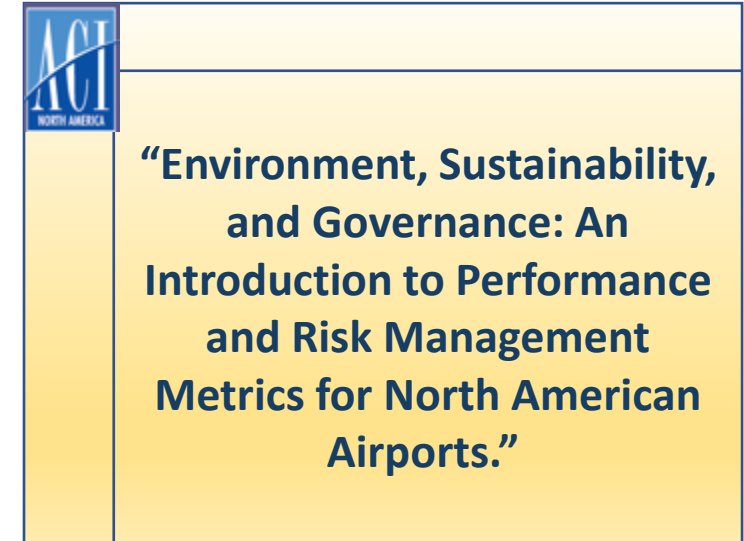 ACI
NORTH AMERICA
“Environment, Sustainability,
and Governance: An
Introduction to Performance
and Risk Management
Metrics for North American
Airports.”